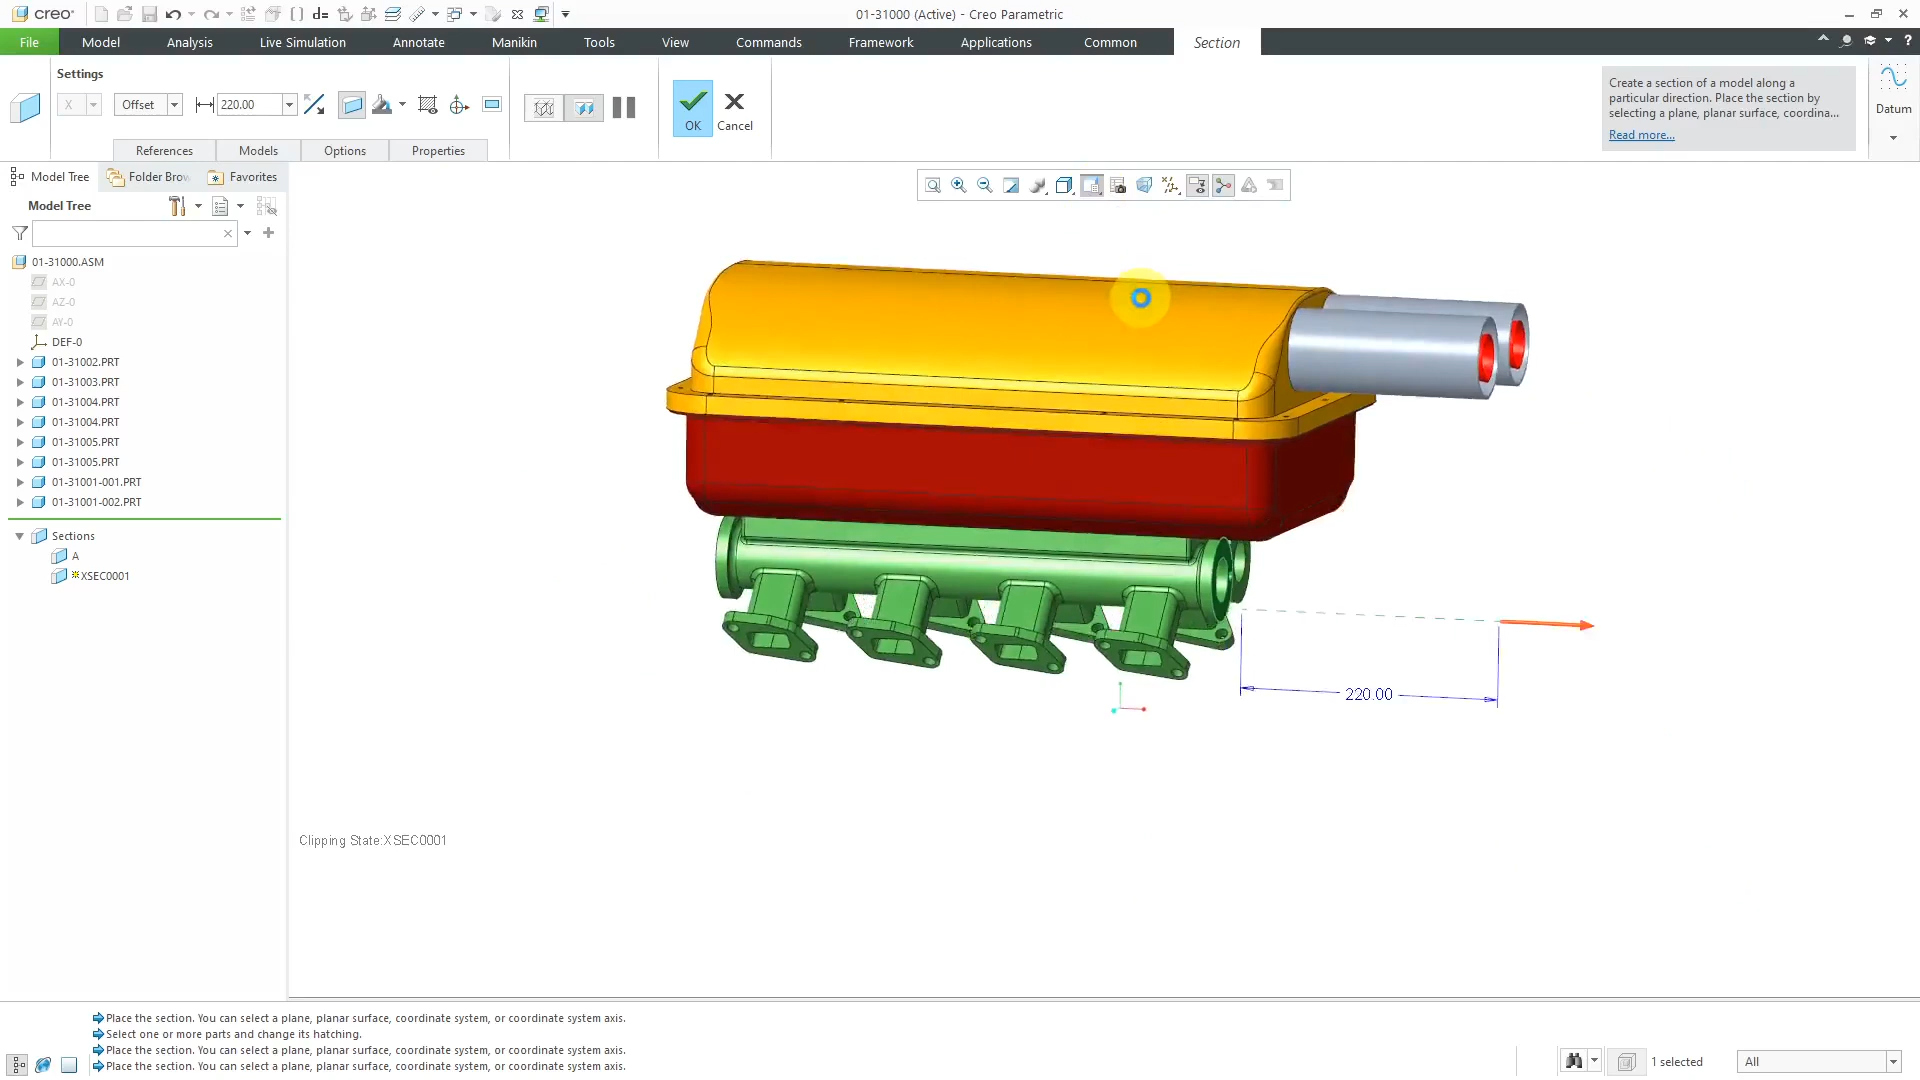 creo
d=
01-31000 (Active) - Creo Parametric
File Model Analysis Live Simulation Annotate Manikin Tools View Commands Framework Applications Common Section
Settings
X Offset 220.00
OK Cancel
References Models Options Properties
Create a section of a model along a
particular direction. Place the section by
selecting a plane, planar surface, coordina...
Read more...
Datum
Model Tree Folder Brow Favorites
Model Tree
01-31000.ASM
AX-0
AZ-0
AY-0
DEF-0
01-31002.PRT
01-31003.PRT
01-31004.PRT
01-31004.PRT
01-31005.PRT
01-31005.PRT
01-31001-001.PRT
01-31001-002.PRT
Sections
A
XSEC0001
220.00
Clipping State:XSEC0001
Place the section. You can select a plane, planar surface, coordinate system, or coordinate system axis.
Select one or more parts and change its hatching.
Place the section. You can select a plane, planar surface, coordinate system, or coordinate system axis.
Place the section. You can select a plane, planar surface, coordinate system, or coordinate system axis.
1 selected
All